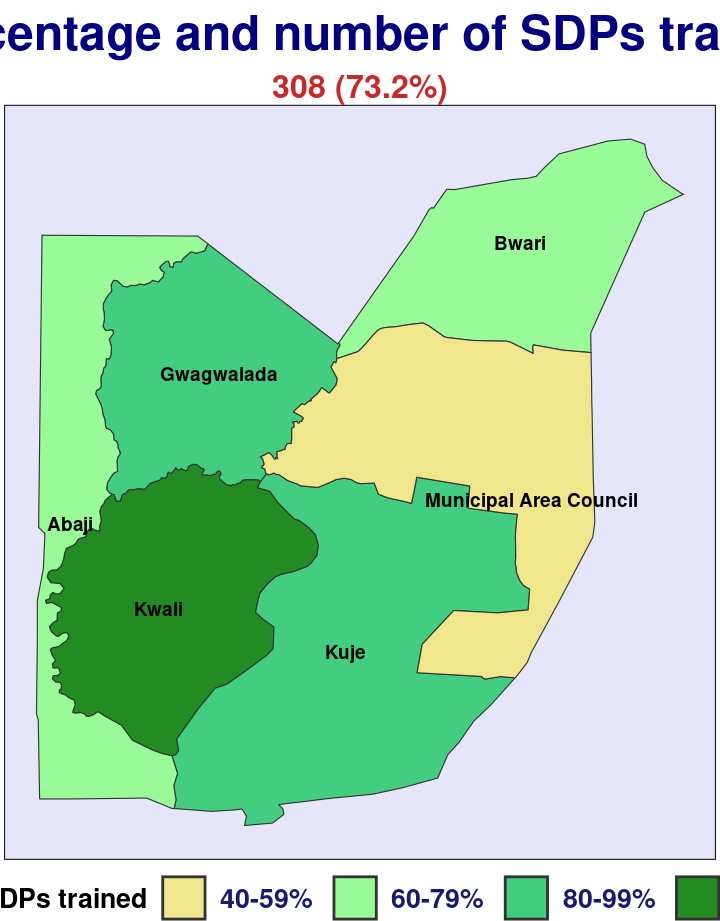 centage and number of SDPs tra
308 (73.2%)
Bwari
Gwagwalada
Municipal Area Council
Abaji
Kwali
Kuje
DPs trained 40-59% 60-79% 80-99%